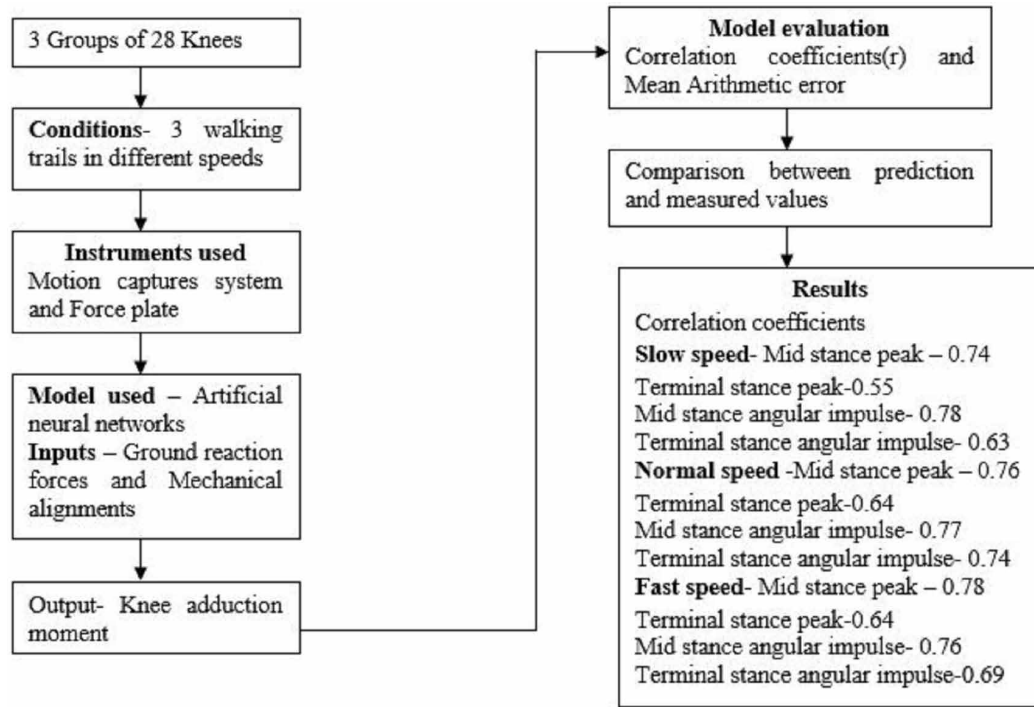 3 Groups of 28 Knees
Conditions- 3 walking
trails in different speeds
Instruments used
Motion captures system
and Force plate
Model used – Artificial
neural networks
Inputs – Ground reaction
forces and Mechanical
alignments
Output- Knee adduction
moment
Model evaluation
Correlation coefficients(r) and
Mean Arithmetic error
Comparison between prediction
and measured values
Results
Correlation coefficients
Slow speed- Mid stance peak – 0.74
Terminal stance peak-0.55
Mid stance angular impulse- 0.78
Terminal stance angular impulse- 0.63
Normal speed -Mid stance peak – 0.76
Terminal stance peak-0.64
Mid stance angular impulse- 0.77
Terminal stance angular impulse- 0.74
Fast speed- Mid stance peak – 0.78
Terminal stance peak-0.64
Mid stance angular impulse- 0.76
Terminal stance angular impulse-0.69